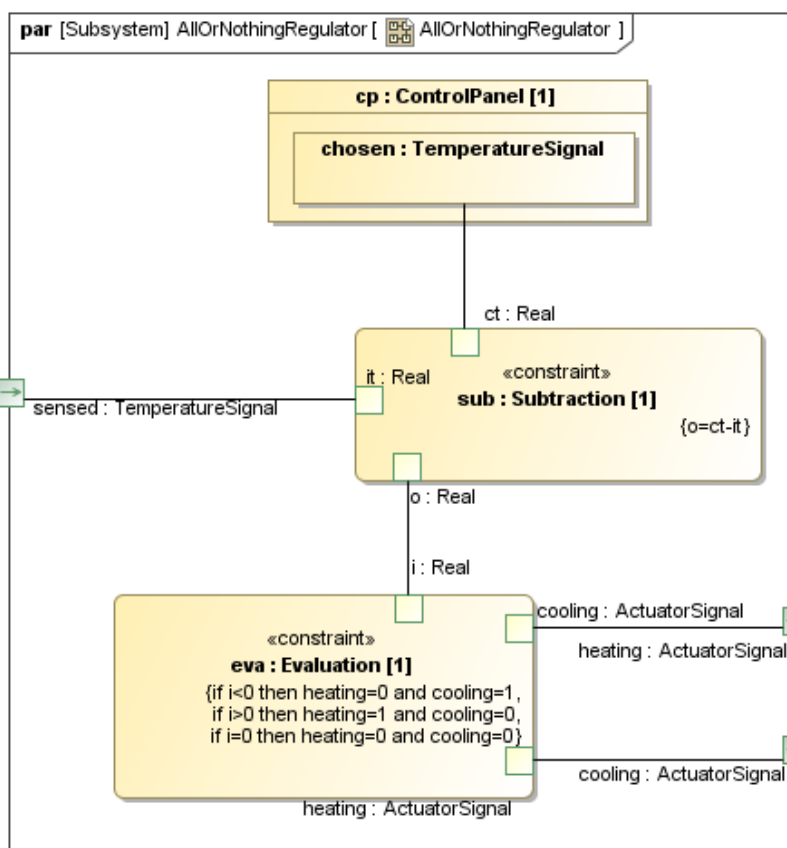 par [Subsystem] AllOrNothingRegulator [ AllOrNothingRegulator ]
cp : ControlPanel [1]
chosen : TemperatureSignal
ct : Real
it : Real
«constraint»
sub : Subtraction [1]
sensed : TemperatureSignal
{o=ct-it}
o : Real
i : Real
cooling : ActuatorSignal
«constraint»
heating : ActuatorSignal
eva : Evaluation [1]
{if i<0 then heating=0 and cooling=1,
if i>0 then heating=1 and cooling=0,
if i=0 then heating=0 and cooling=0}
cooling : ActuatorSignal
heating : ActuatorSignal